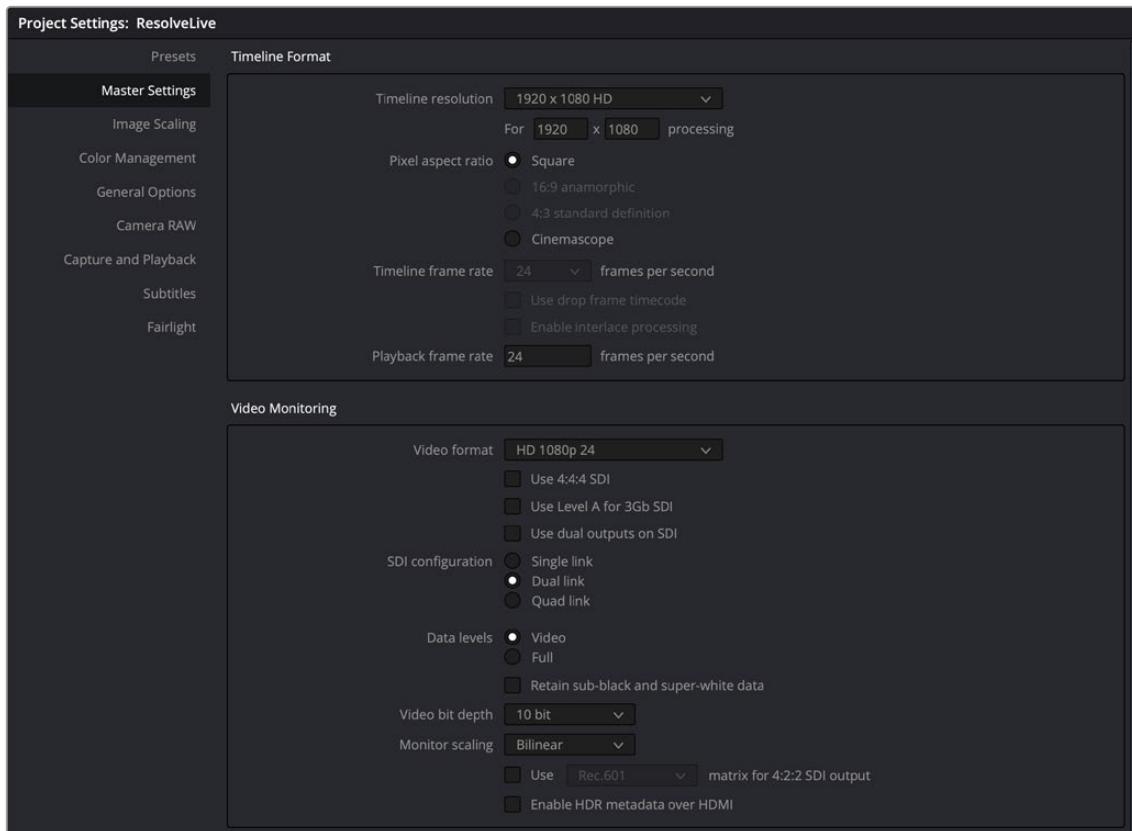 Project Settings: ResolveLive
Presets
Master Settings
Image Scaling
Color Management
General Options
Camera RAW
Capture and Playback
Subtitles
Fairlight
Timeline Format
Timeline resolution 1920 x 1080 HD
For 1920 x 1080 processing
Pixel aspect ratio Square
16:9 anamorphic
4:3 standard definition
Cinemascope
Timeline frame rate 24 frames per second
Use drop frame timecode
Enable interlace processing
Playback frame rate 24 frames per second
Video Monitoring
Video format HD 1080p 24
Use 4:4:4 SDI
Use Level A for 3Gb SDI
Use dual outputs on SDI
SDI configuration Single link
Dual link
Quad link
Data levels Video
Full
Retain sub-black and super-white data
Video bit depth 10 bit
Monitor scaling Bilinear
Use Rec.601 matrix for 4:2:2 SDI output
Enable HDR metadata over HDMI